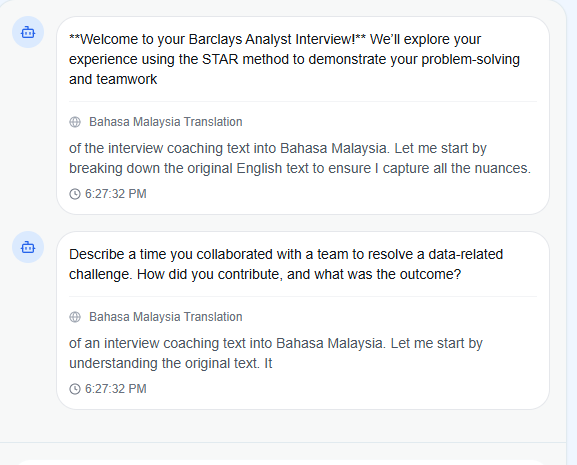 **Welcome to your Barclays Analyst Interview!** We'll explore your
experience using the STAR method to demonstrate your problem-solving
and teamwork
Bahasa Malaysia Translation
of the interview coaching text into Bahasa Malaysia. Let me start by
breaking down the original English text to ensure I capture all the nuances.
6:27:32 PM
Describe a time you collaborated with a team to resolve a data-related
challenge. How did you contribute, and what was the outcome?
Bahasa Malaysia Translation
of an interview coaching text into Bahasa Malaysia. Let me start by
understanding the original text. It
6:27:32 PM